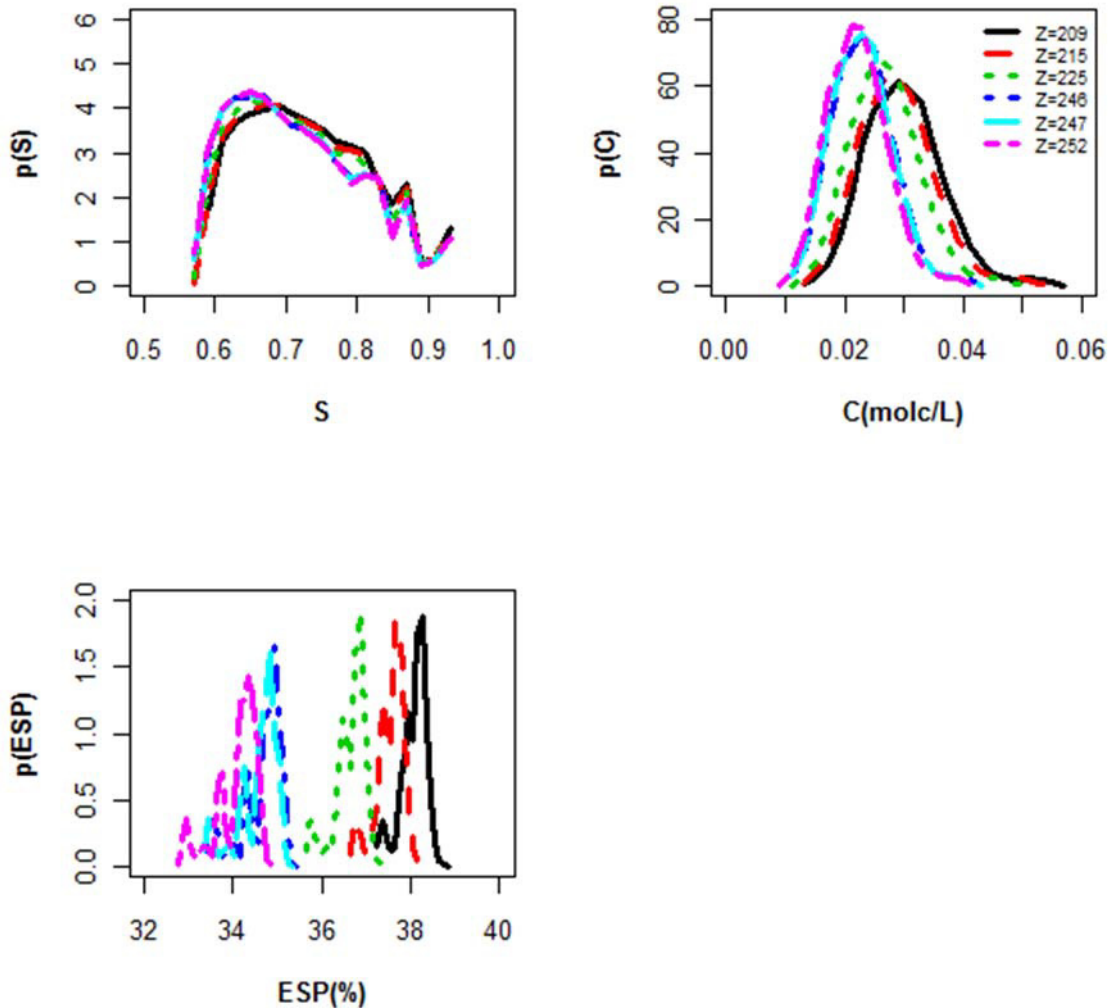 p(S)
6
5
4
3
2
1
0
0.5 0.6 0.7 0.8 0.9 1.0
S
p(C)
80
60
40
20
0
Z=209
Z=215
Z=225
Z=246
Z=247
Z=252
0.00 0.02 0.04 0.06
C(molc/L)
p(ESP)
2.0
1.5
1.0
0.5
0.0
32 34 36 38 40
ESP(%)